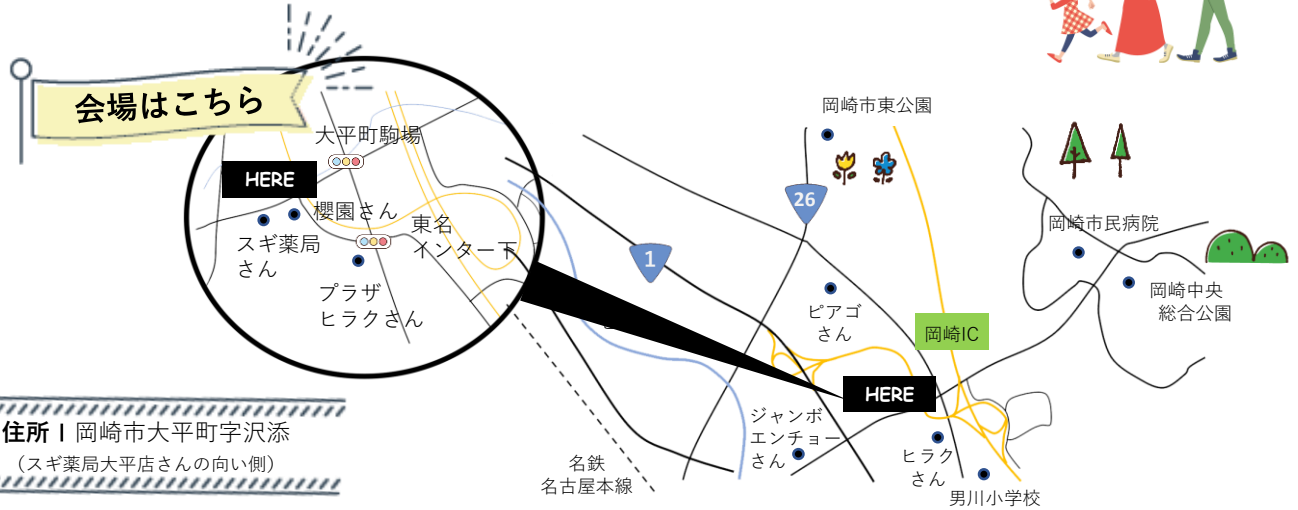 会場はこちら
大平町駒場
HERE
櫻園さん
スギ薬局
さん
東名
インター下
プラザ
ヒラクさん
岡崎市東公園
26
1
岡崎市民病院
岡崎中央
総合公園
ピアゴ
さん
岡崎IC
HERE
ジャンボ
エンチョー
さん
ヒラク
さん
男川小学校
名鉄
名古屋本線
住所 | 岡崎市大平町字沢添
（スギ薬局大平店さんの向い側）